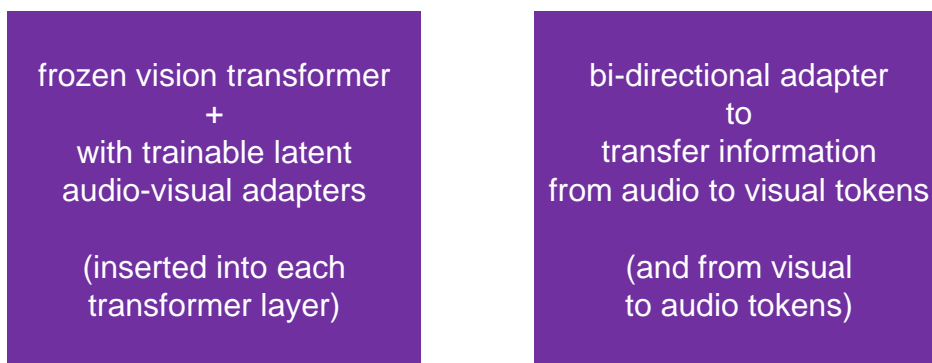 frozen vision transformer
+
with trainable latent
audio-visual adapters
(inserted into each
transformer layer)
bi-directional adapter
to
transfer information
from audio to visual tokens
(and from visual
to audio tokens)